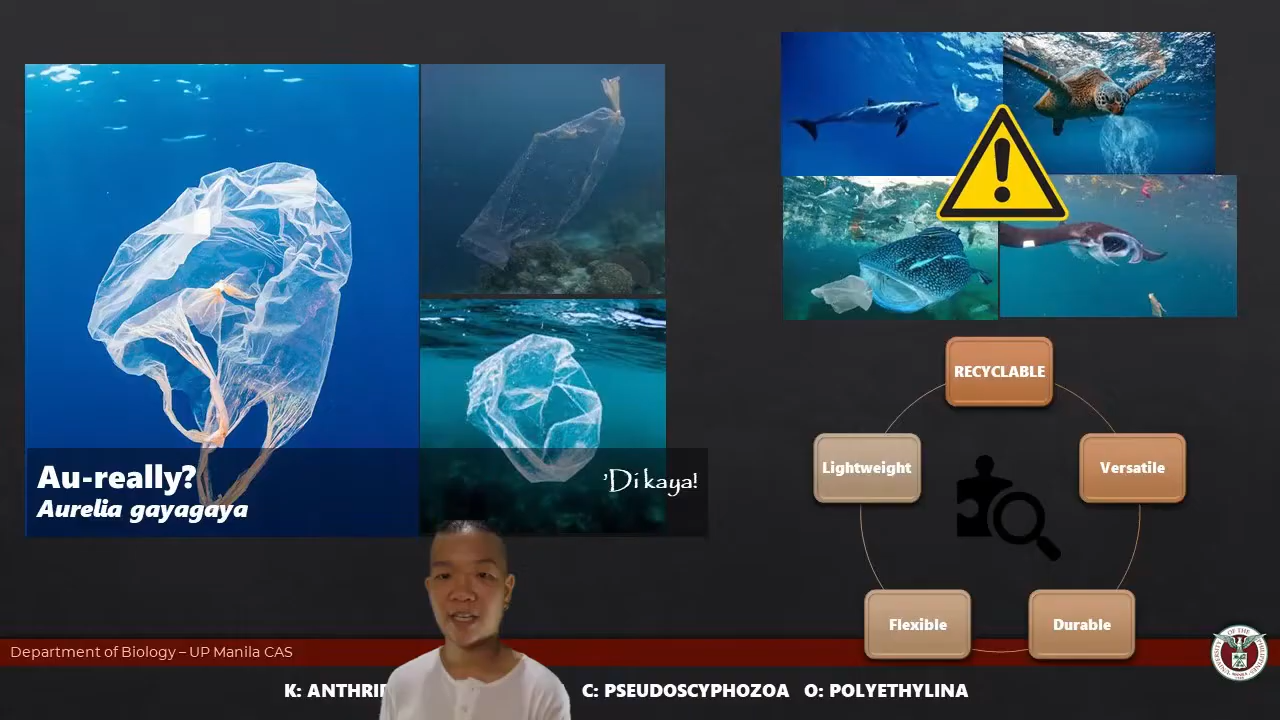 Au-really?
Aurelia gayagaya
'Di kaya!
RECYCLABLE
Lightweight
Versatile
Flexible
Durable
Department of Biology – UP Manila CAS
K: ANTHRI
C: PSEUDOSCYPHOZOA O: POLYETHYLINA